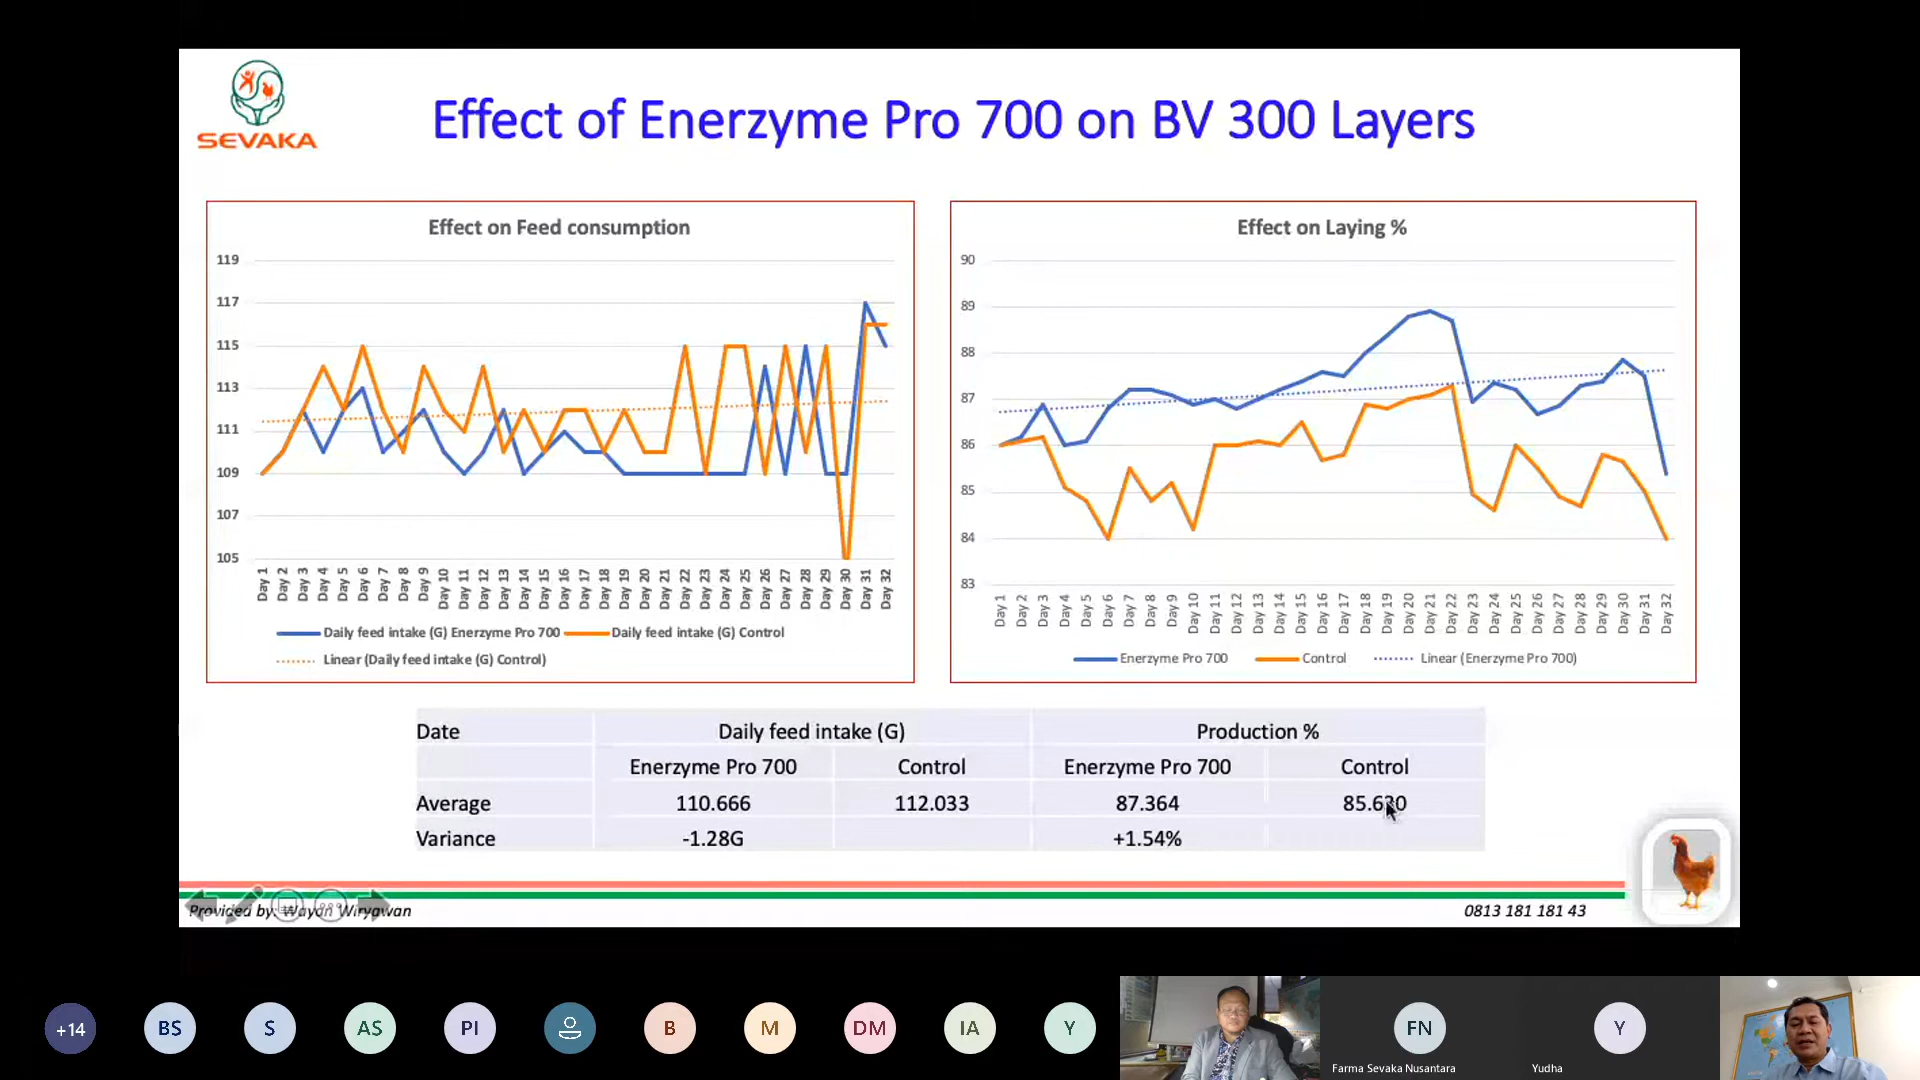 SEVAKA
Effect of Enerzyme Pro 700 on BV 300 Layers
Effect on Feed consumption
119
117
115
113
111
109
107
105
Day 1 Day 2 Day 3 Day 4 Day 5 Day 6 Day 7 Day 8 Day 9 Day 10 Day 11 Day 12 Day 13 Day 14 Day 15 Day 16 Day 17 Day 18 Day 19 Day 20 Day 21 Day 22 Day 23 Day 24 Day 25 Day 26 Day 27 Day 28 Day 29 Day 30 Day 31 Day 32
Daily feed intake (G) Enerzyme Pro 700 Daily feed intake (G) Control
Linear (Daily feed intake (G) Control)
Effect on Laying %
90
89
88
87
86
85
84
83
Day 1 Day 2 Day 3 Day 4 Day 5 Day 6 Day 7 Day 8 Day 9 Day 10 Day 11 Day 12 Day 13 Day 14 Day 15 Day 16 Day 17 Day 18 Day 19 Day 20 Day 21 Day 22 Day 23 Day 24 Day 25 Day 26 Day 27 Day 28 Day 29 Day 30 Day 31 Day 32
Enerzyme Pro 700 Control Linear (Enerzyme Pro 700)
Date Daily feed intake (G) Production %
Enerzyme Pro 700 Control Enerzyme Pro 700 Control
Average 110.666 112.033 87.364 85.630
Variance -1.28G +1.54%
Provided by: Wayan Wiryawan 0813 181 181 43
+14 BS S AS PI B M DM IA Y FN Y
Farma Sevaka Nusantara Yudha